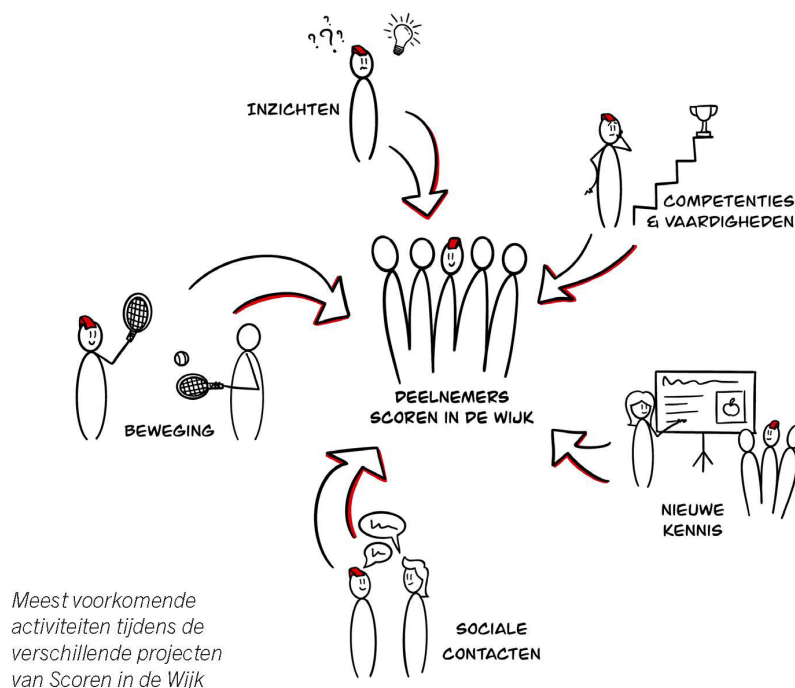 ???
INZICHTEN
COMPETENTIES
& VAARDIGHEDEN
DEELNEMERS
SCOREN IN DE WIJK
BEWEGING
NIEUWE
KENNIS
SOCIALE
CONTACTEN
Meest voorkomende
activiteiten tijdens de
verschillende projecten
van Scoren in de Wijk